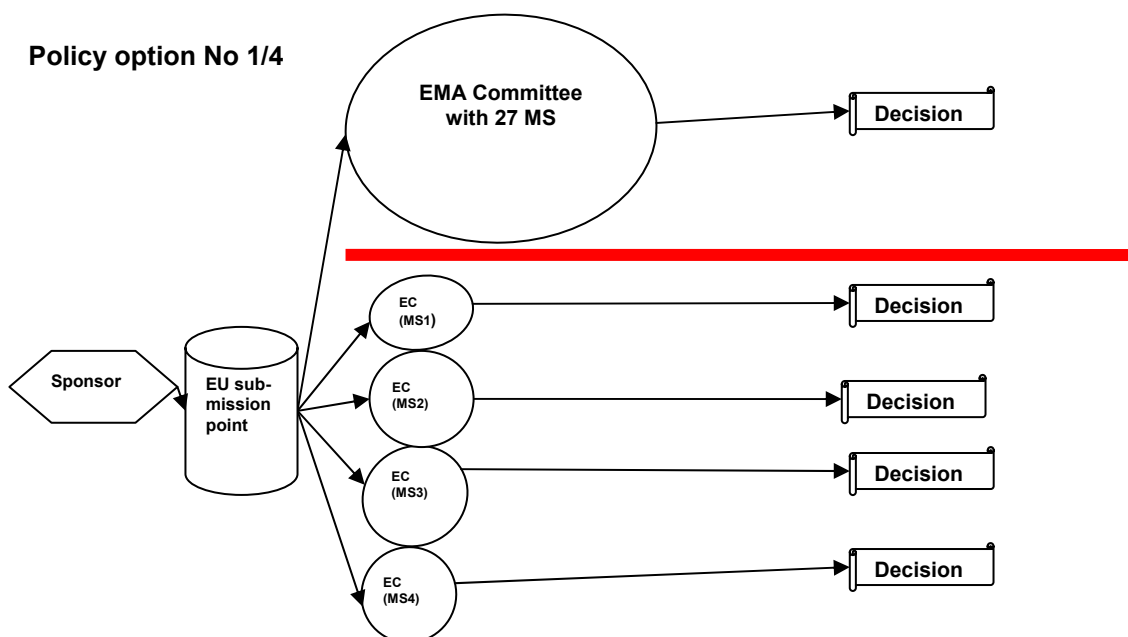 Policy option No 1/4
EMA Committee
with 27 MS
Decision
EC
(MS1)
Decision
Sponsor
EU sub-
mission
point
EC
(MS2)
Decision
EC
(MS3)
Decision
EC
(MS4)
Decision